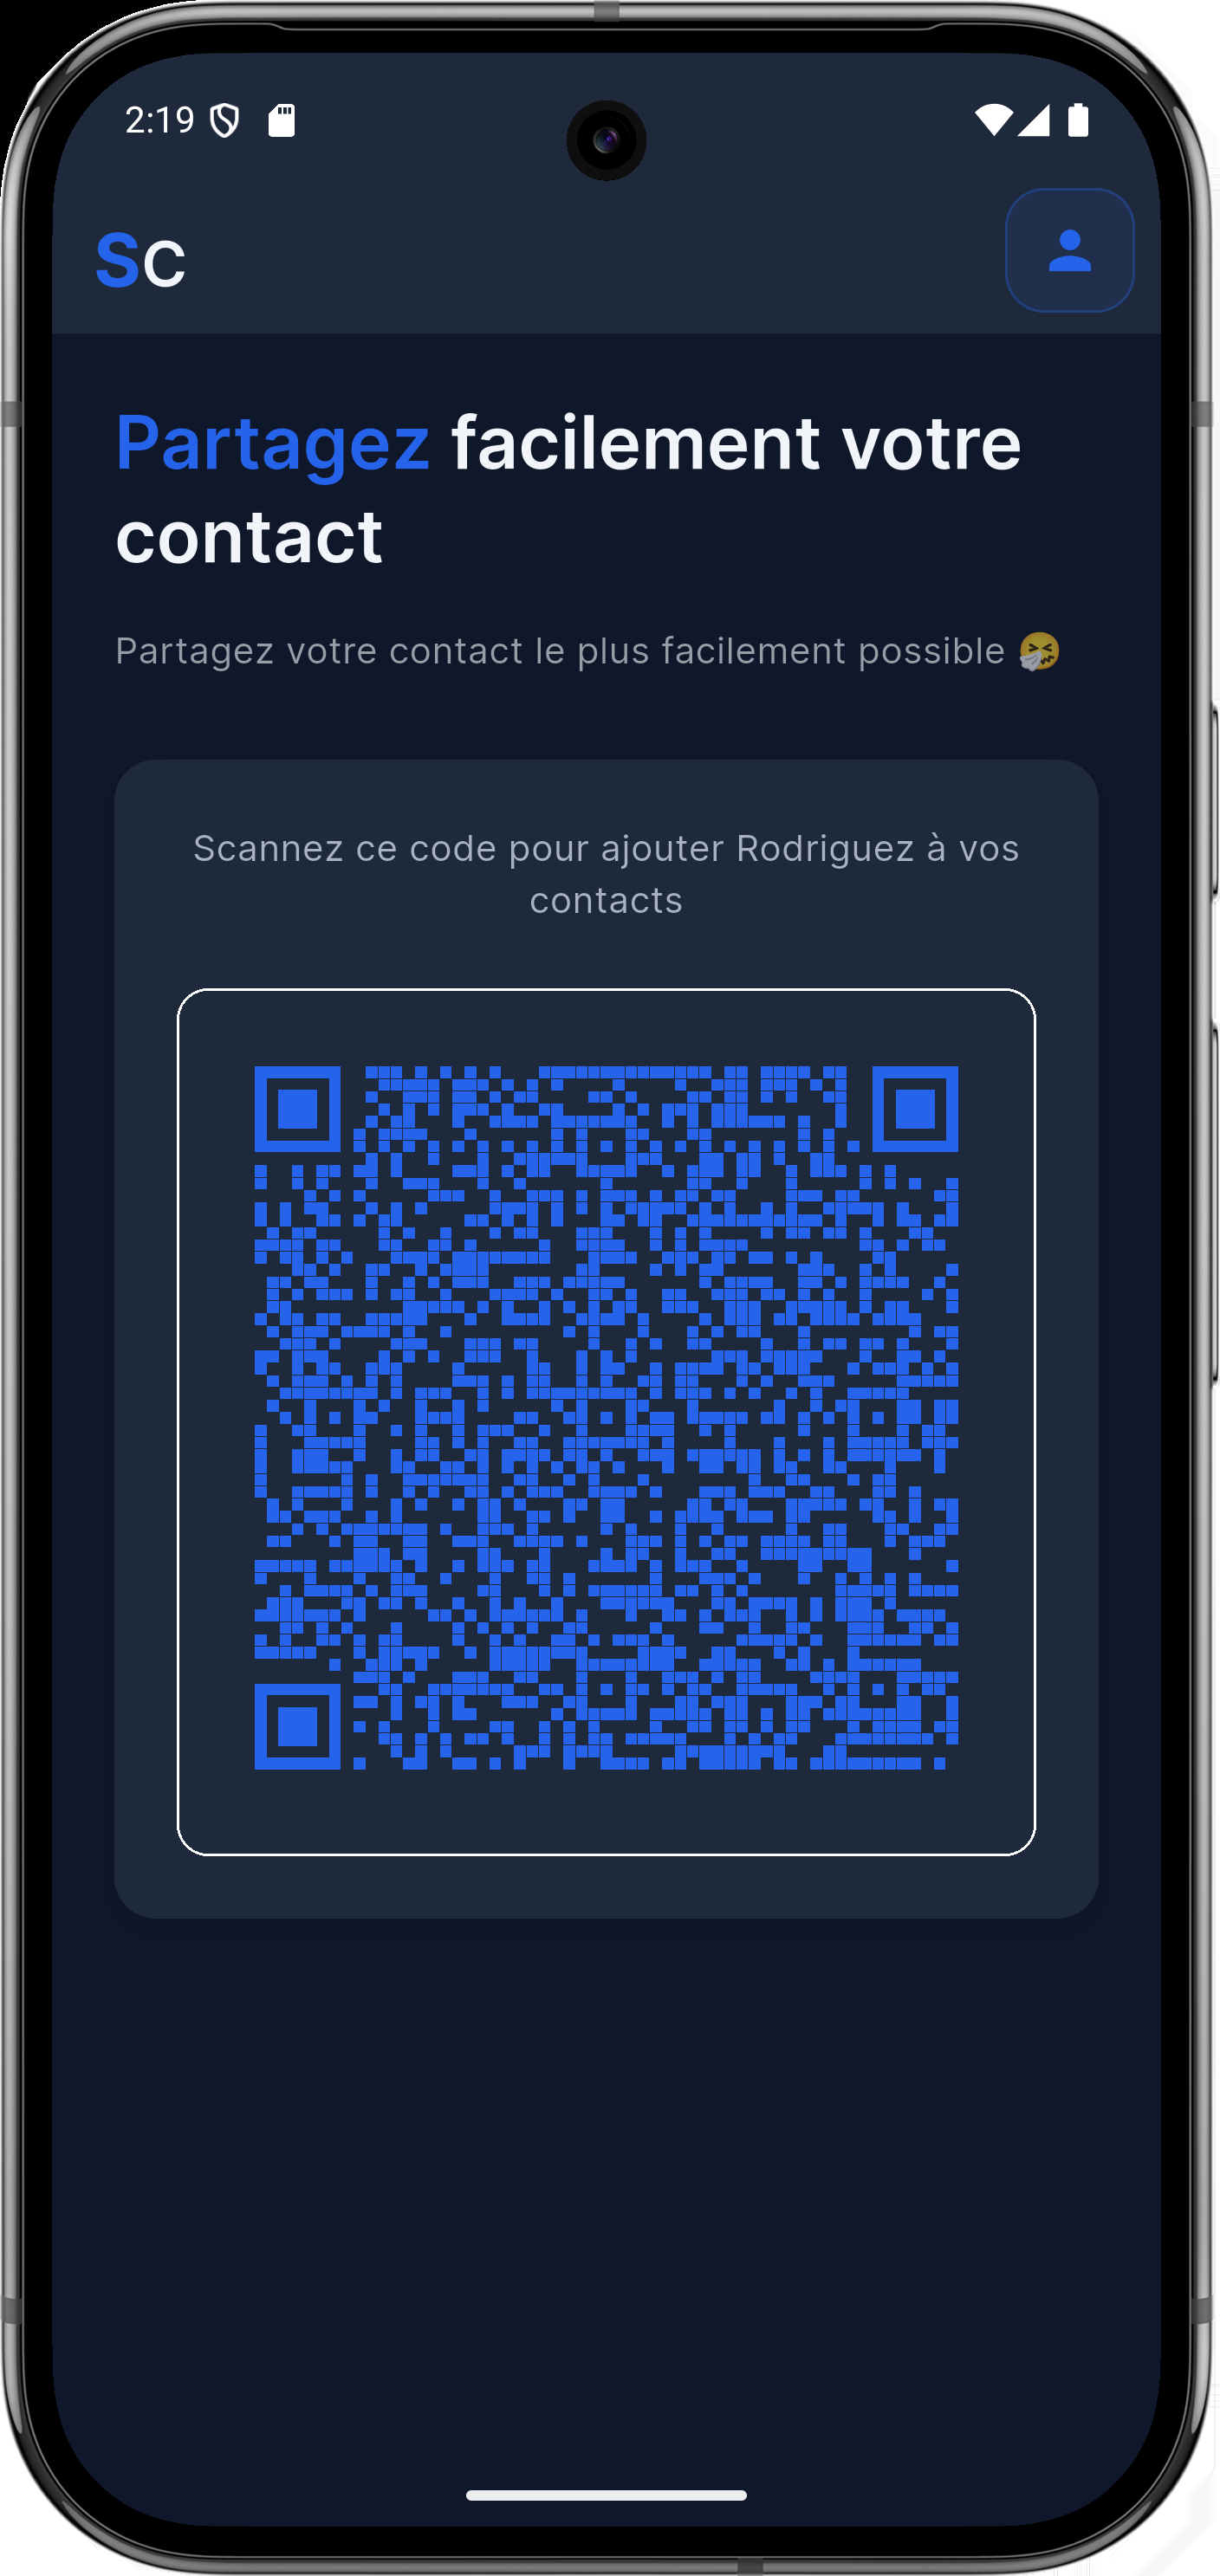 2:19
Sc
Partagez facilement votre
contact
Partagez votre contact le plus facilement possible 🤧
Scannez ce code pour ajouter Rodriguez à vos
contacts